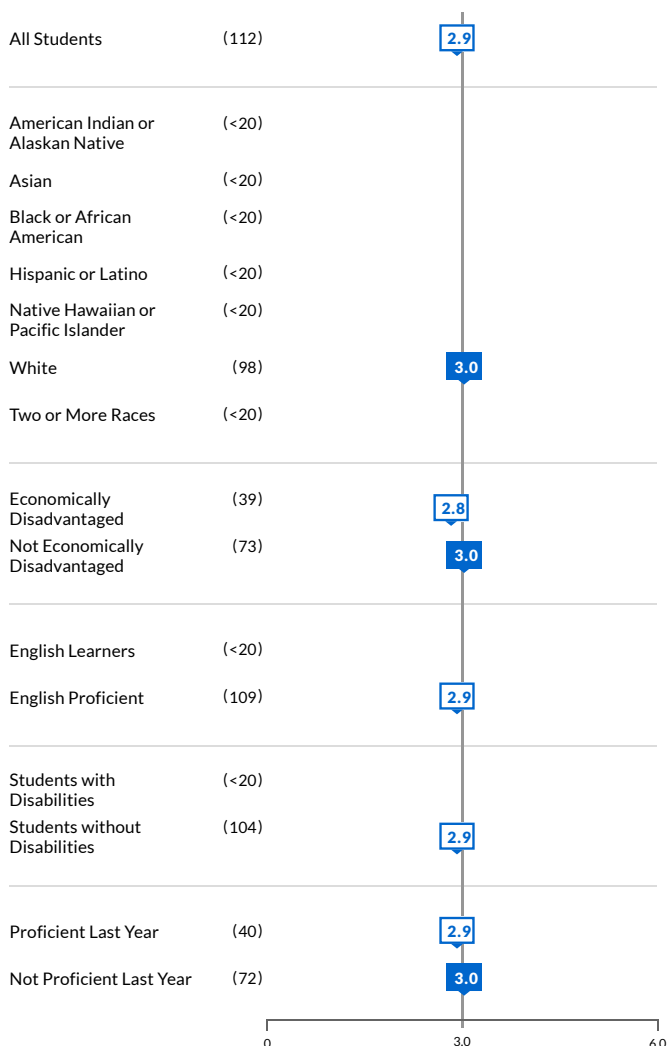 All Students (112) 2.9
American Indian or (<20)
Alaskan Native
Asian (<20)
Black or African (<20)
American
Hispanic or Latino (<20)
Native Hawaiian or (<20)
Pacific Islander
White (98) 3.0
Two or More Races (<20)
Economically (39) 2.8
Disadvantaged
Not Economically (73) 3.0
Disadvantaged
English Learners (<20)
English Proficient (109) 2.9
Students with (<20)
Disabilities
Students without (104) 2.9
Disabilities
Proficient Last Year (40) 2.9
Not Proficient Last Year (72) 3.0
0 3.0 6.0